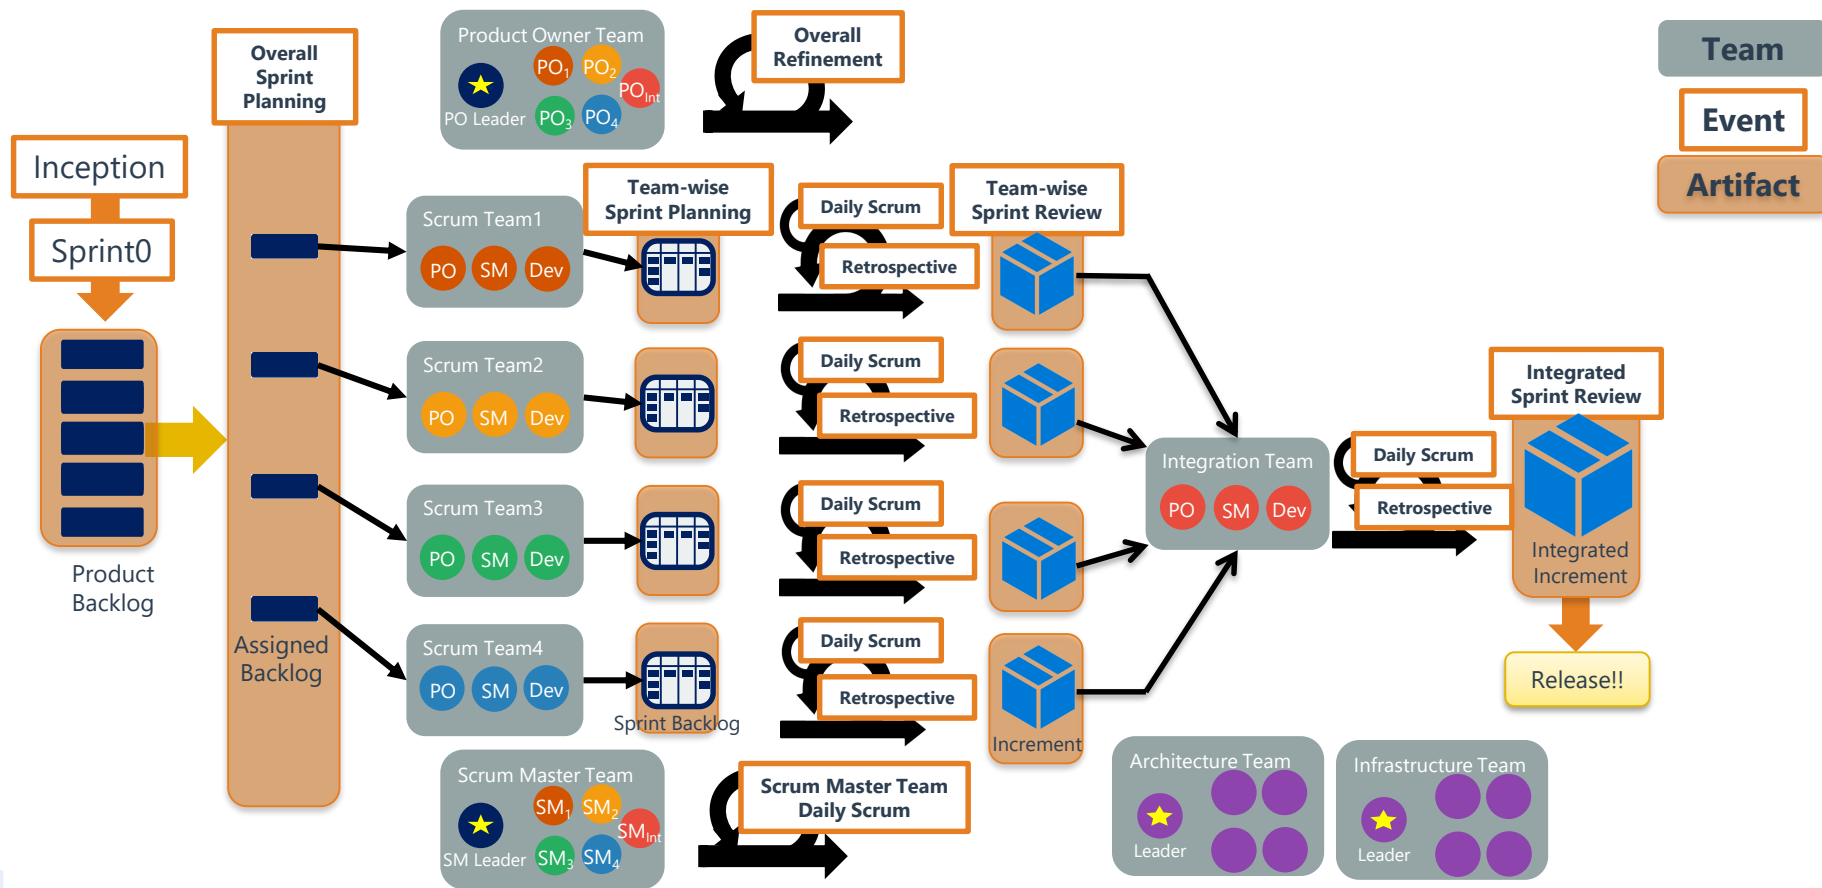 Overall
Sprint
Planning
Product Owner Team
PO1
PO2
POInt
PO3
PO4
PO Leader
Overall
Refinement
Team
Event
Artifact
Inception
Sprint0
Product
Backlog
Assigned
Backlog
Team-wise
Sprint Planning
Team-wise
Sprint Review
Scrum Team1
PO
SM
Dev
Daily Scrum
Retrospective
Scrum Team2
PO
SM
Dev
Daily Scrum
Retrospective
Scrum Team3
PO
SM
Dev
Daily Scrum
Retrospective
Scrum Team4
PO
SM
Dev
Sprint Backlog
Daily Scrum
Retrospective
Increment
Integration Team
PO
SM
Dev
Daily Scrum
Retrospective
Integrated
Sprint Review
Integrated
Increment
Release!!
Scrum Master Team
SM1
SM2
SMInt
SM3
SM4
SM Leader
Scrum Master Team
Daily Scrum
Architecture Team
Leader
Infrastructure Team
Leader